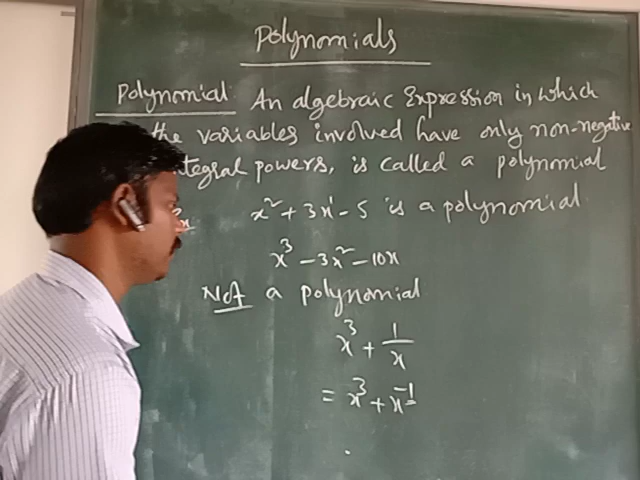 Polynomials
Polynomial: An algebraic Expression in which
the variables involved have only non-negative
integral powers, is called a polynomial
x² + 3x¹ - 5 is a polynomial
x³ - 3x² - 10x
Not a polynomial
x³ + 1/x
= x³ + x⁻¹